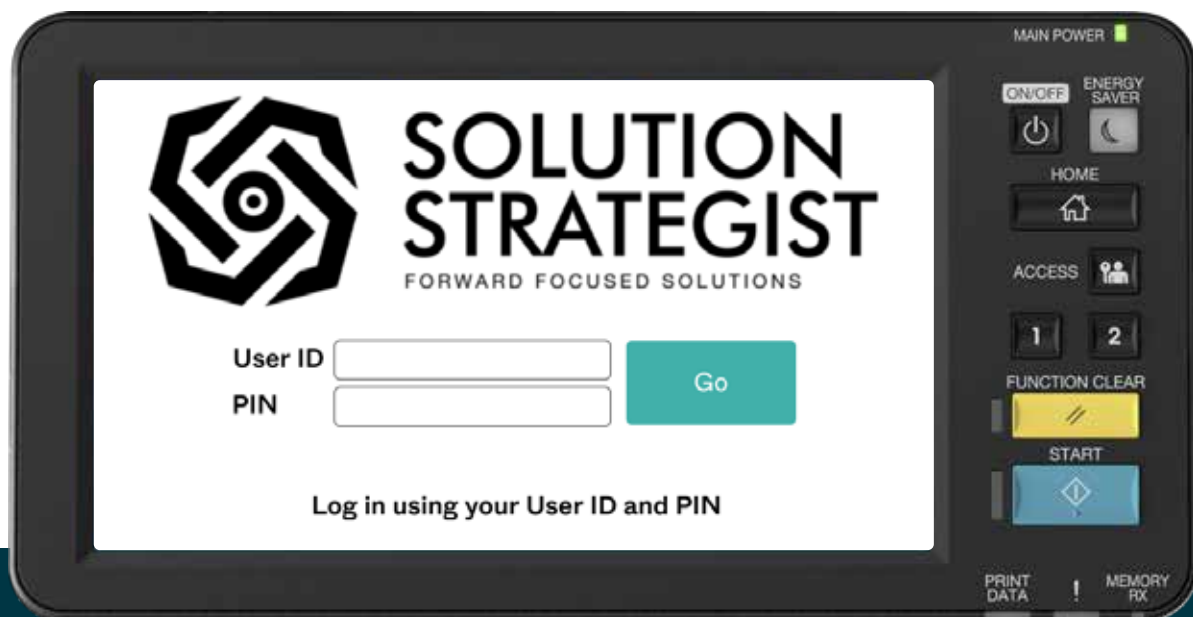 MAIN POWER
SOLUTION
STRATEGIST
FORWARD FOCUSED SOLUTIONS
User ID
Go
PIN
Log in using your User ID and PIN
ON/OFF
ENERGY
SAVER
HOME
ACCESS
1
2
FUNCTION CLEAR
START
PRINT
DATA
!
MEMORY
RX